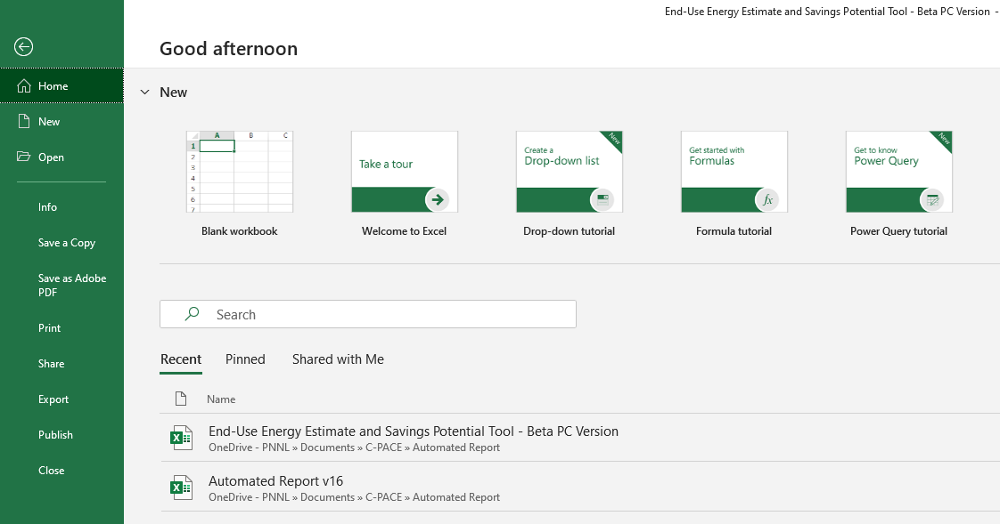 End-Use Energy Estimate and Savings Potential Tool - Beta PC Version -
Good afternoon
Home
New
Open
Info
Save a Copy
Save as Adobe
PDF
Print
Share
Export
Publish
Close
New
A B C
1
2
3
4
5
6
7
Blank workbook
Take a tour
Welcome to Excel
New
Create a
Drop-down list
Drop-down tutorial
Get started with
Formulas
fx
Formula tutorial
New
Get to know
Power Query
Power Query tutorial
Search
Recent Pinned Shared with Me
Name
X
End-Use Energy Estimate and Savings Potential Tool - Beta PC Version
OneDrive - PNNL » Documents » C-PACE » Automated Report
X
Automated Report v16
OneDrive - PNNL » Documents » C-PACE » Automated Report